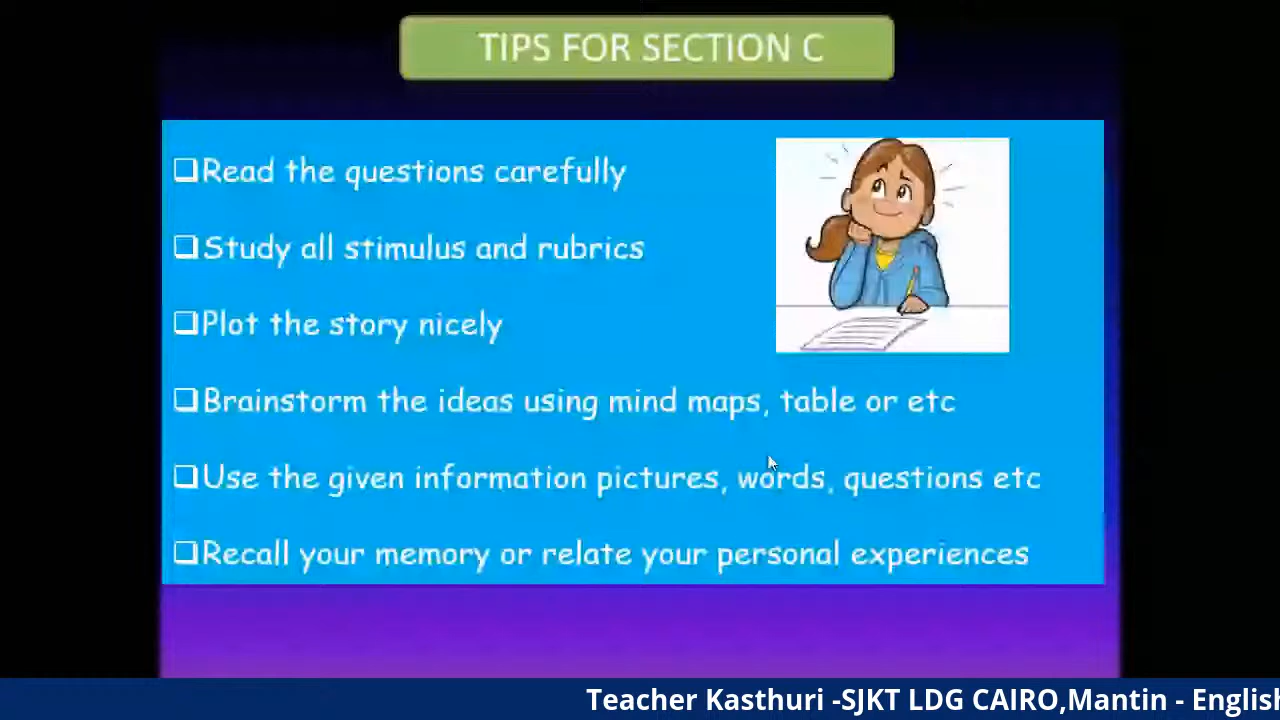 TIPS FOR SECTION C
❑Read the questions carefully
❑Study all stimulus and rubrics
❑Plot the story nicely
❑Brainstorm the ideas using mind maps, table or etc
❑Use the given information pictures, words, questions etc
❑Recall your memory or relate your personal experiences
Teacher Kasthuri -SJKT LDG CAIRO,Mantin - English